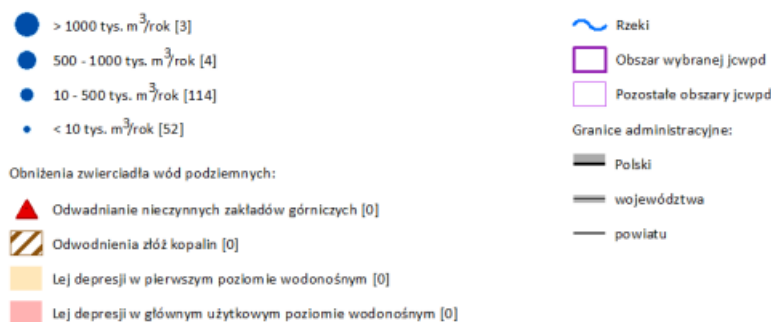 > 1000 tys. m³/rok [3]
500 - 1000 tys. m³/rok [4]
10 - 500 tys. m³/rok [114]
< 10 tys. m³/rok [52]
Obniżenia zwierciadła wód podziemnych:
Odwadnianie nieczynnych zakładów górniczych [0]
Odwodnienia złóż kopalin [0]
Lej depresji w pierwszym poziomie wodonośnym [0]
Lej depresji w głównym użytkowym poziomie wodonośnym [0]
Rzeki
Obszar wybranej jcwpd
Pozostałe obszary jcwpd
Granice administracyjne:
Polski
województwa
powiatu